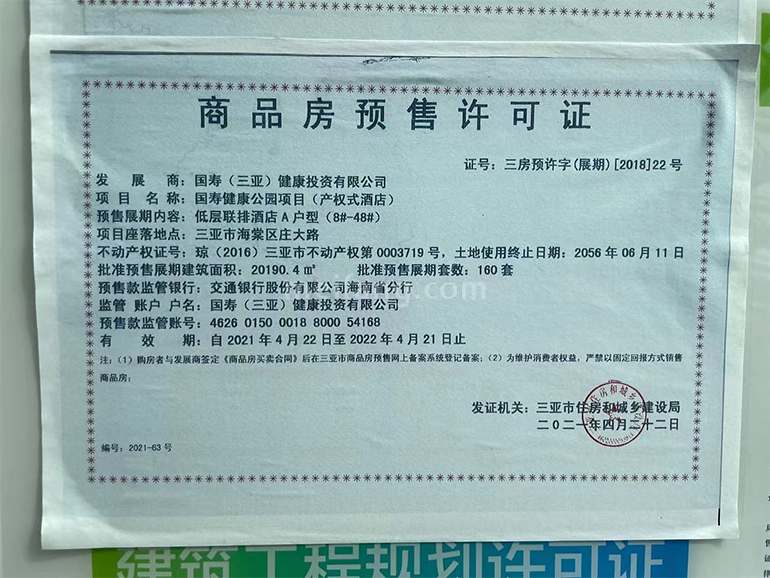 商品房预售许可证
证号：三房预许字(展期)[2018]22号
发展商：国寿（三亚）健康投资有限公司
项目名称：国寿健康公园项目（产权式酒店）
预售展期内容：低层联排酒店A户型（8#-48#）
项目座落地点：三亚市海棠区庄大路
不动产权证号：琼（2016）三亚市不动产权第0003719号，土地使用终止日期：2056年06月11日
批准预售展期建筑面积：20190.4㎡ 批准预售展期套数：160套
预售款监管银行：交通银行股份有限公司海南省分行
监管账户户名：国寿（三亚）健康投资有限公司
预售款监管账号：4626 0150 0018 8000 54168
有效期：自2021年4月22日至2022年4月21日止
注：（1）购房者与发展商签定《商品房买卖合同》后在三亚市商品房预售网上备案系统登记备案；（2）为维护消费者权益，严禁以固定回报方式销售
商品房；
发证机关：三亚市住房和城乡建设局
二〇二一年四月二十二日
编号：2021-63号
建筑工程规划许可证